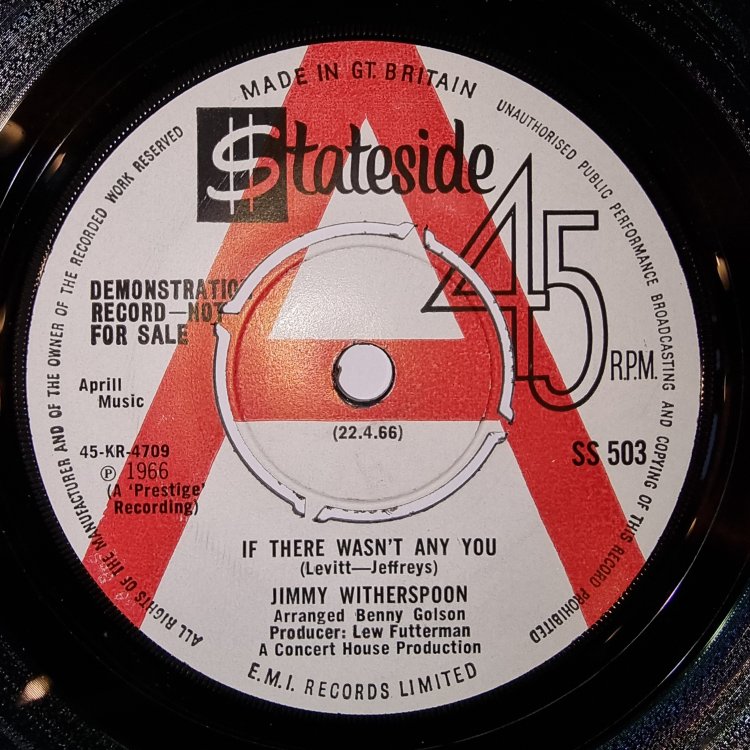 MADE IN GT. BRITAIN
Stateside
45
R.P.M.
DEMONSTRATION
RECORD—NOT
FOR SALE
Aprill
Music
(22.4.66)
45-KR-4709
Ⓟ 1966
(A 'Prestige'
Recording)
SS 503
IF THERE WASN'T ANY YOU
(Levitt—Jeffreys)
JIMMY WITHERSPOON
Arranged Benny Golson
Producer: Lew Futterman
A Concert House Production
E.M.I. RECORDS LIMITED
ALL RIGHTS OF THE MANUFACTURER AND OF THE OWNER OF THE RECORDED WORK RESERVED
UNAUTHORISED PUBLIC PERFORMANCE BROADCASTING AND COPYING OF THIS RECORD PROHIBITED
A